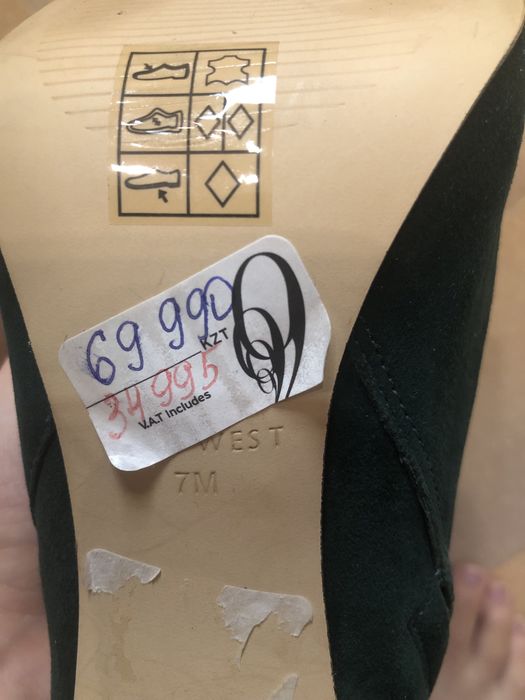 69 990
KZT
34 995
V.A.T Includes
WEST
7M